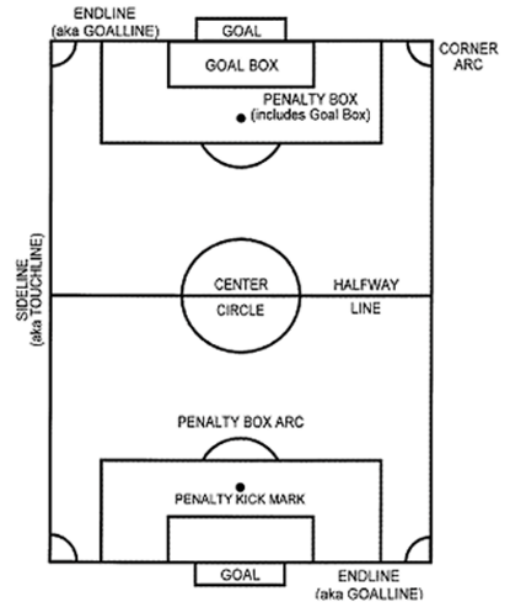 ENDLINE
(aka GOALLINE)
GOAL
CORNER
ARC
GOAL BOX
PENALTY BOX
(includes Goal Box)
SIDELINE
(aka TOUCHLINE)
CENTER
CIRCLE
HALFWAY
LINE
PENALTY BOX ARC
PENALTY KICK MARK
GOAL
ENDLINE
(aka GOALLINE)